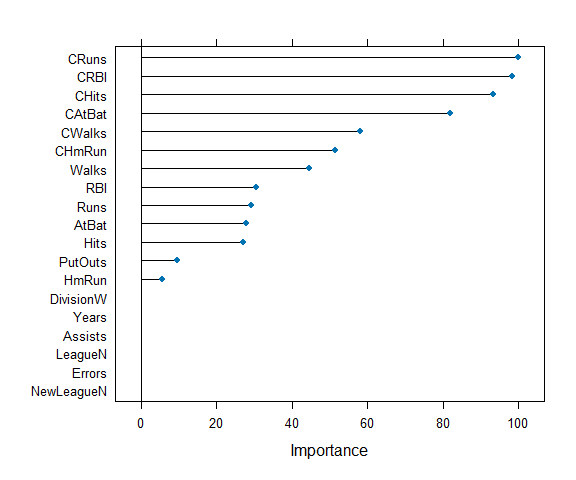 CRuns
CRBI
CHits
CAtBat
CWalks
CHmRun
Walks
RBI
Runs
AtBat
Hits
PutOuts
HmRun
DivisionW
Years
Assists
LeagueN
Errors
NewLeagueN
0 20 40 60 80 100
Importance